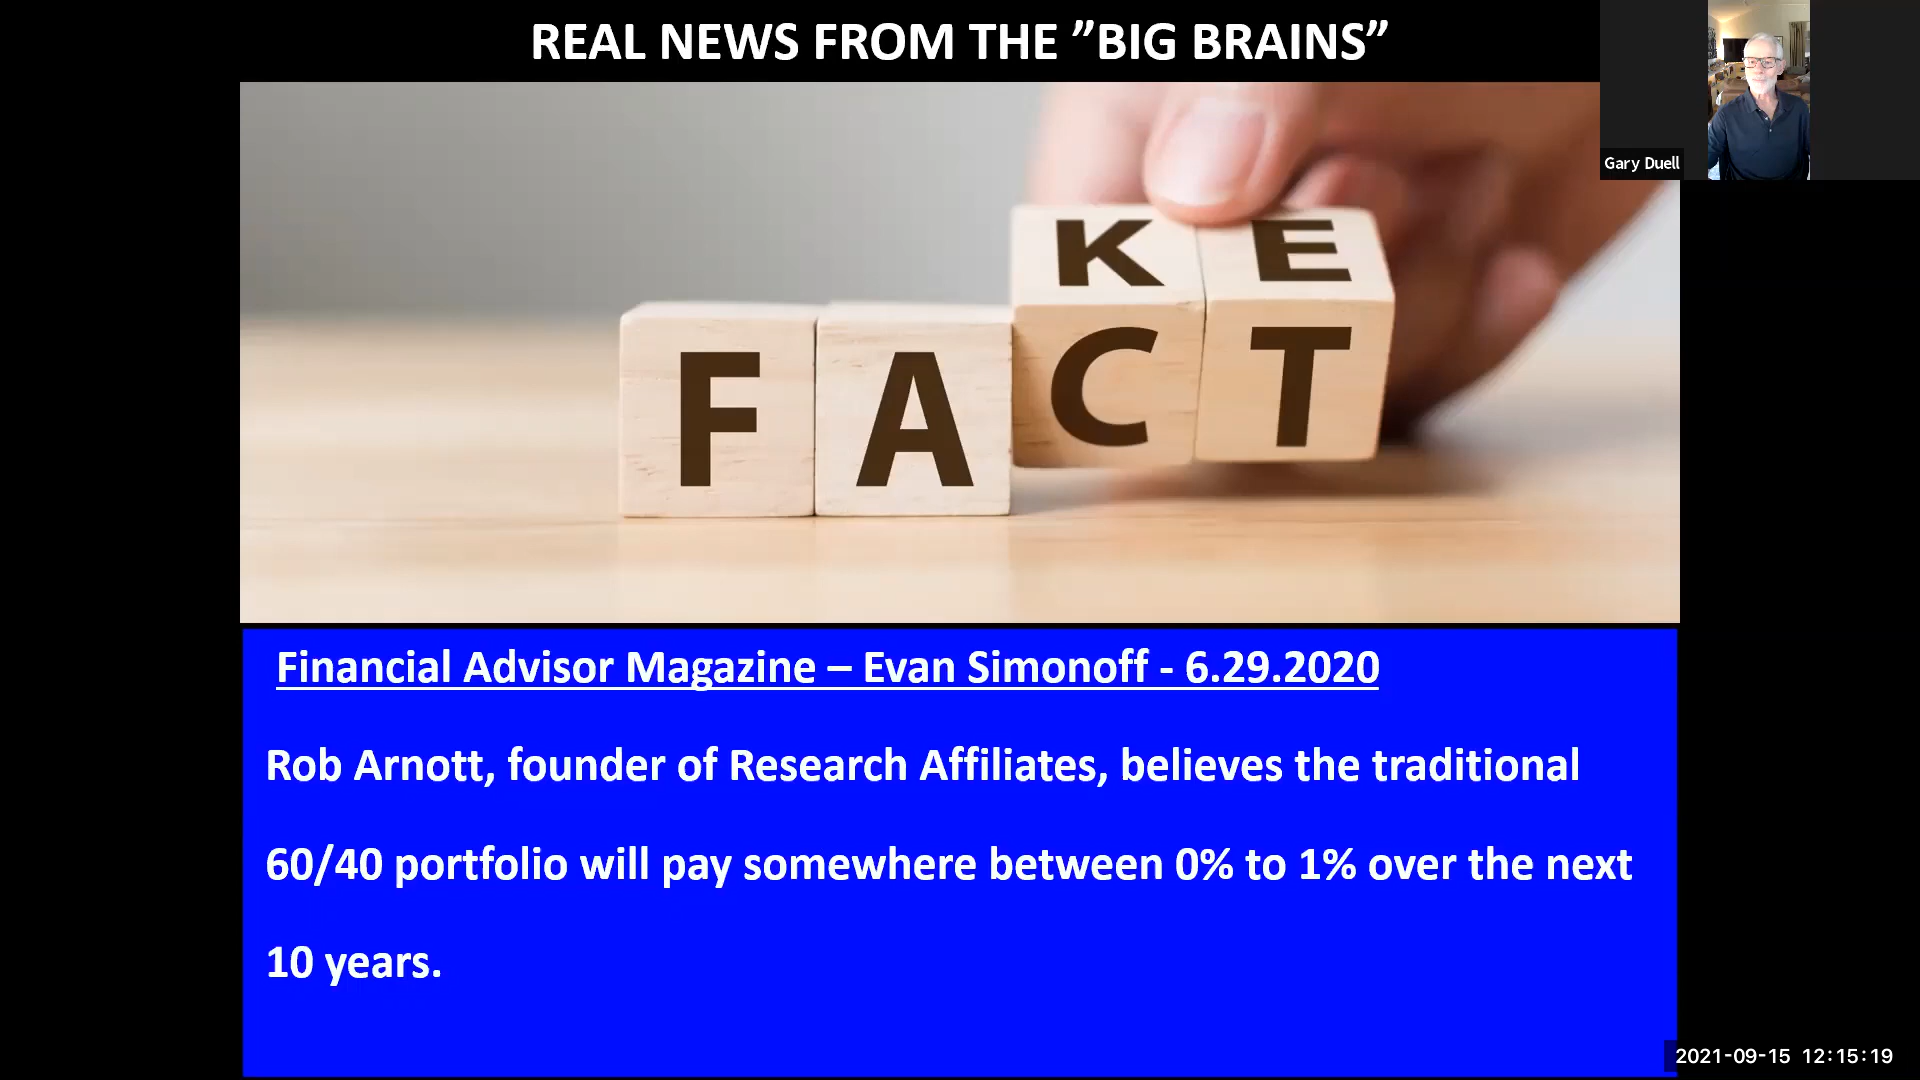 REAL NEWS FROM THE ”BIG BRAINS”
Gary Duell
K E
F A C T
Financial Advisor Magazine – Evan Simonoff - 6.29.2020
Rob Arnott, founder of Research Affiliates, believes the traditional
60/40 portfolio will pay somewhere between 0% to 1% over the next
10 years.
2021-09-15 12:15:19